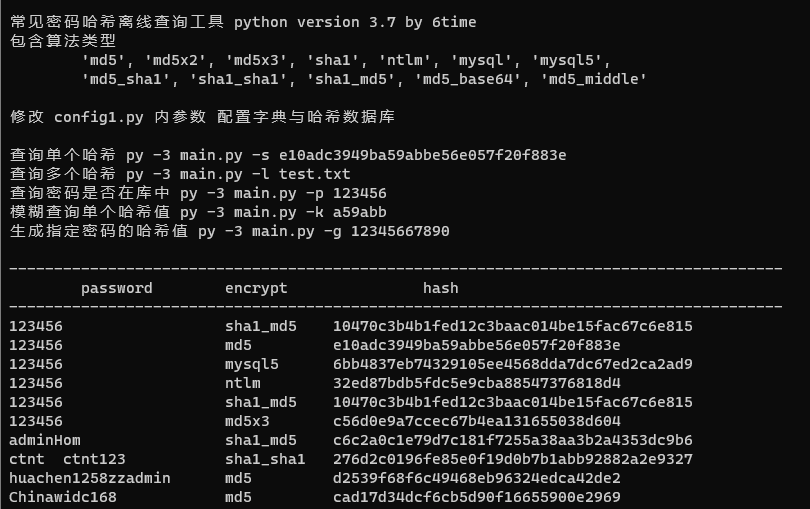 常见密码哈希离线查询工具 python version 3.7 by 6time
包含算法类型
'md5', 'md5x2', 'md5x3', 'sha1', 'ntlm', 'mysql', 'mysql5',
'md5_sha1', 'sha1_sha1', 'sha1_md5', 'md5_base64', 'md5_middle'
修改 config1.py 内参数 配置字典与哈希数据库
查询单个哈希 py -3 main.py -s e10adc3949ba59abbe56e057f20f883e
查询多个哈希 py -3 main.py -l test.txt
查询密码是否在库中 py -3 main.py -p 123456
模糊查询单个哈希值 py -3 main.py -k a59abb
生成指定密码的哈希值 py -3 main.py -g 12345667890
password encrypt hash
123456 sha1_md5 10470c3b4b1fed12c3baac014be15fac67c6e815
123456 md5 e10adc3949ba59abbe56e057f20f883e
123456 mysql5 6bb4837eb74329105ee4568dda7dc67ed2ca2ad9
123456 ntlm 32ed87bdb5fdc5e9cba88547376818d4
123456 sha1_md5 10470c3b4b1fed12c3baac014be15fac67c6e815
123456 md5x3 c56d0e9a7ccec67b4ea131655038d604
adminHom sha1_md5 c6c2a0c1e79d7c181f7255a38aa3b2a4353dc9b6
ctnt ctnt123 sha1_sha1 276d2c0196fe85e0f19d0b7b1abb92882a2e9327
huachen1258zzadmin md5 d2539f68f6c49468eb96324edca42de2
Chinawidc168 md5 cad17d34dcf6cb5d90f16655900e2969